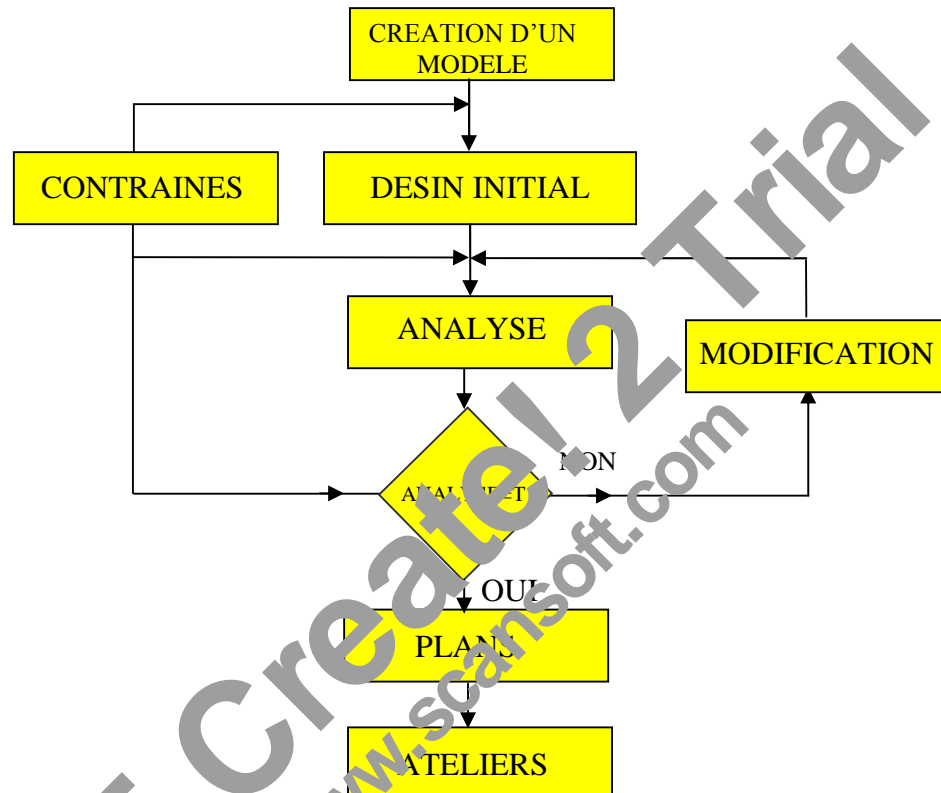 CREATION D'UN
MODELE
CONTRAINES
DESIN INITIAL
ANALYSE
MODIFICATION
NON
OUI
PLANS
ATELIERS
Create! 2 Trial
www.scansoft.com